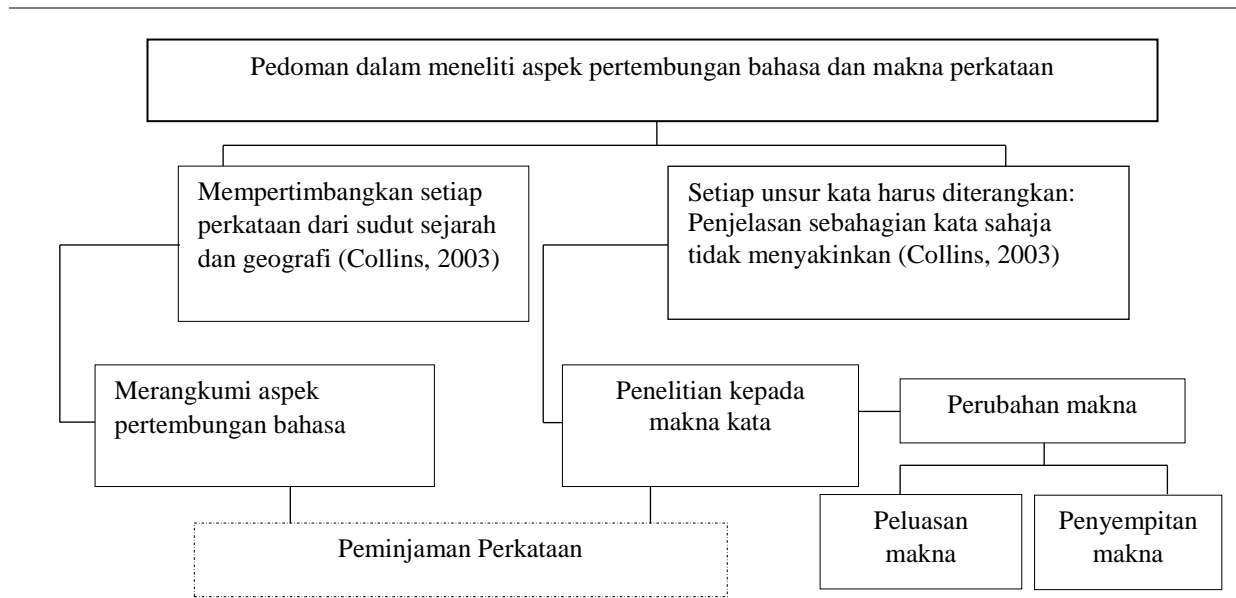 Pedoman dalam meneliti aspek pertembungan bahasa dan makna perkataan
Mempertimbangkan setiap
perkataan dari sudut sejarah
dan geografi (Collins, 2003)
Setiap unsur kata harus diterangkan:
Penjelasan sebahagian kata sahaja
tidak menyakinkan (Collins, 2003)
Merangkumi aspek
pertembungan bahasa
Penelitian kepada
makna kata
Perubahan makna
Peluasan
makna
Penyempitan
makna
Peminjaman Perkataan